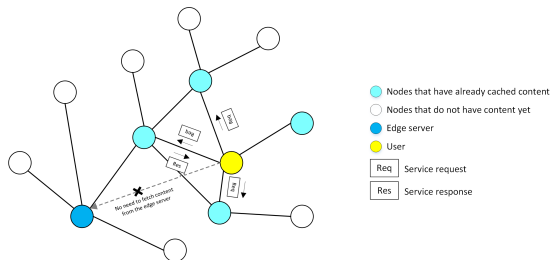 Req
Req
Res
Req
No need to fetch content
from the edge server
Nodes that have already cached content
Nodes that do not have content yet
Edge server
User
Req Service request
Res Service response